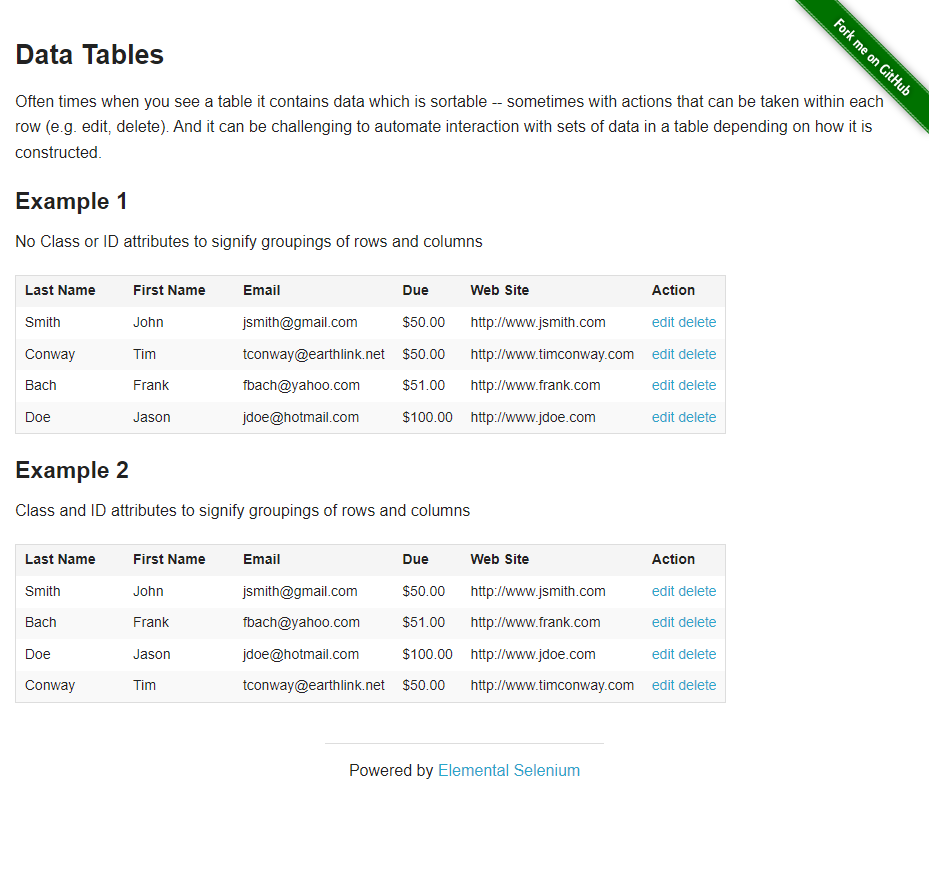 Fork me on GitHub
Data Tables
Often times when you see a table it contains data which is sortable -- sometimes with actions that can be taken within each
row (e.g. edit, delete). And it can be challenging to automate interaction with sets of data in a table depending on how it is
constructed.
Example 1
No Class or ID attributes to signify groupings of rows and columns
Last Name First Name Email Due Web Site Action
Smith John jsmith@gmail.com $50.00 http://www.jsmith.com edit delete
Conway Tim tconway@earthlink.net $50.00 http://www.timconway.com edit delete
Bach Frank fbach@yahoo.com $51.00 http://www.frank.com edit delete
Doe Jason jdoe@hotmail.com $100.00 http://www.jdoe.com edit delete
Example 2
Class and ID attributes to signify groupings of rows and columns
Last Name First Name Email Due Web Site Action
Smith John jsmith@gmail.com $50.00 http://www.jsmith.com edit delete
Bach Frank fbach@yahoo.com $51.00 http://www.frank.com edit delete
Doe Jason jdoe@hotmail.com $100.00 http://www.jdoe.com edit delete
Conway Tim tconway@earthlink.net $50.00 http://www.timconway.com edit delete
Powered by Elemental Selenium